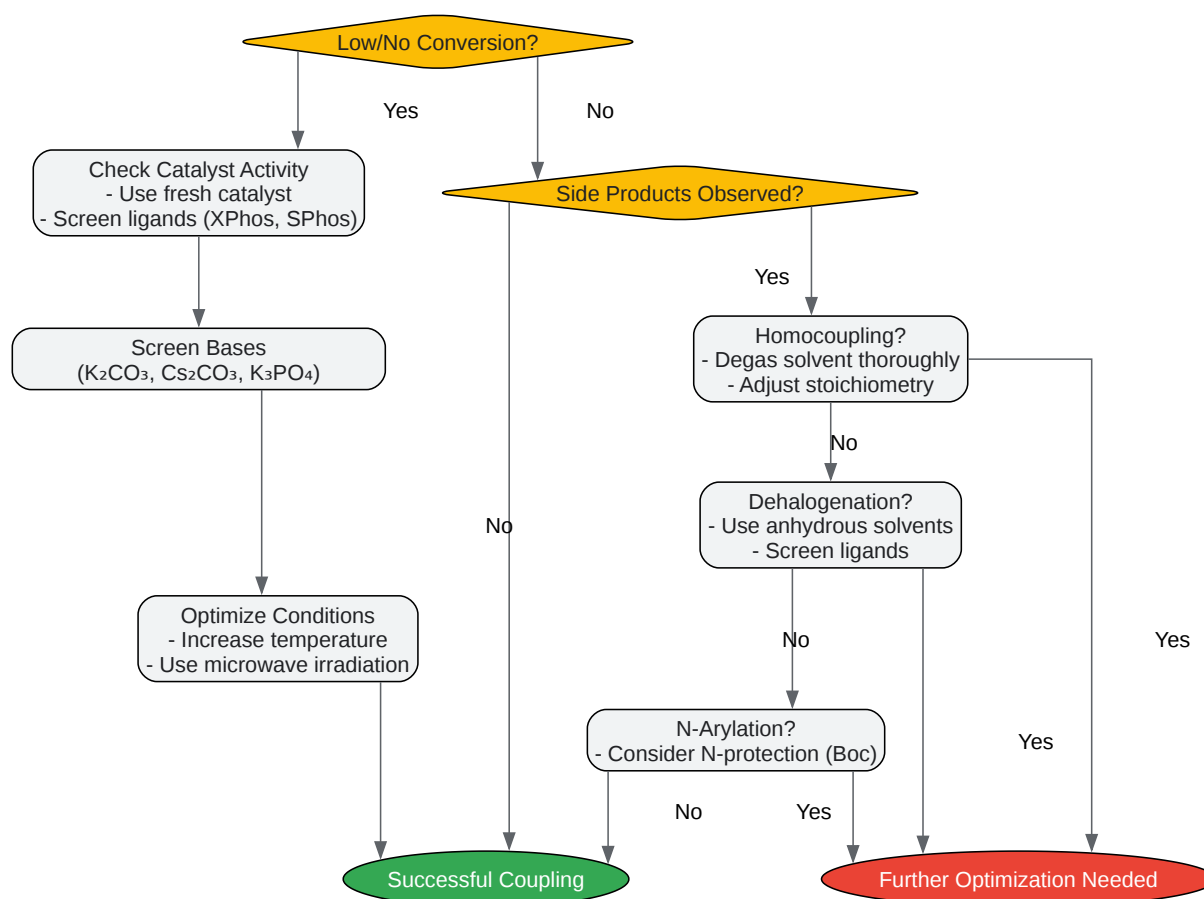 Low/No Conversion?
Yes
No
Check Catalyst Activity
- Use fresh catalyst
- Screen ligands (XPhos, SPhos)
Side Products Observed?
Yes
Screen Bases
(K₂CO₃, Cs₂CO₃, K₃PO₄)
Homocoupling?
- Degas solvent thoroughly
- Adjust stoichiometry
No
Dehalogenation?
- Use anhydrous solvents
- Screen ligands
No
Optimize Conditions
- Increase temperature
- Use microwave irradiation
No
Yes
N-Arylation?
- Consider N-protection (Boc)
Yes
No
Yes
Successful Coupling
Further Optimization Needed